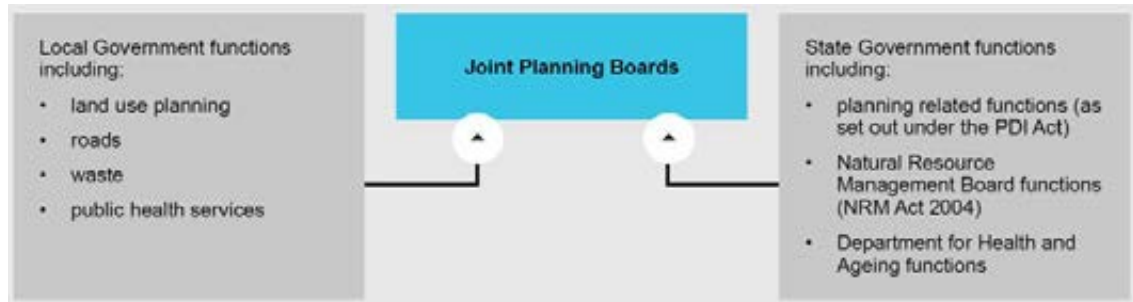 Local Government functions
including:
• land use planning
• roads
• waste
• public health services
Joint Planning Boards
State Government functions
including:
• planning related functions (as
set out under the PDI Act)
• Natural Resource
Management Board functions
(NRM Act 2004)
• Department for Health and
Ageing functions